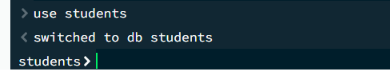 > use students
< switched to db students
students>